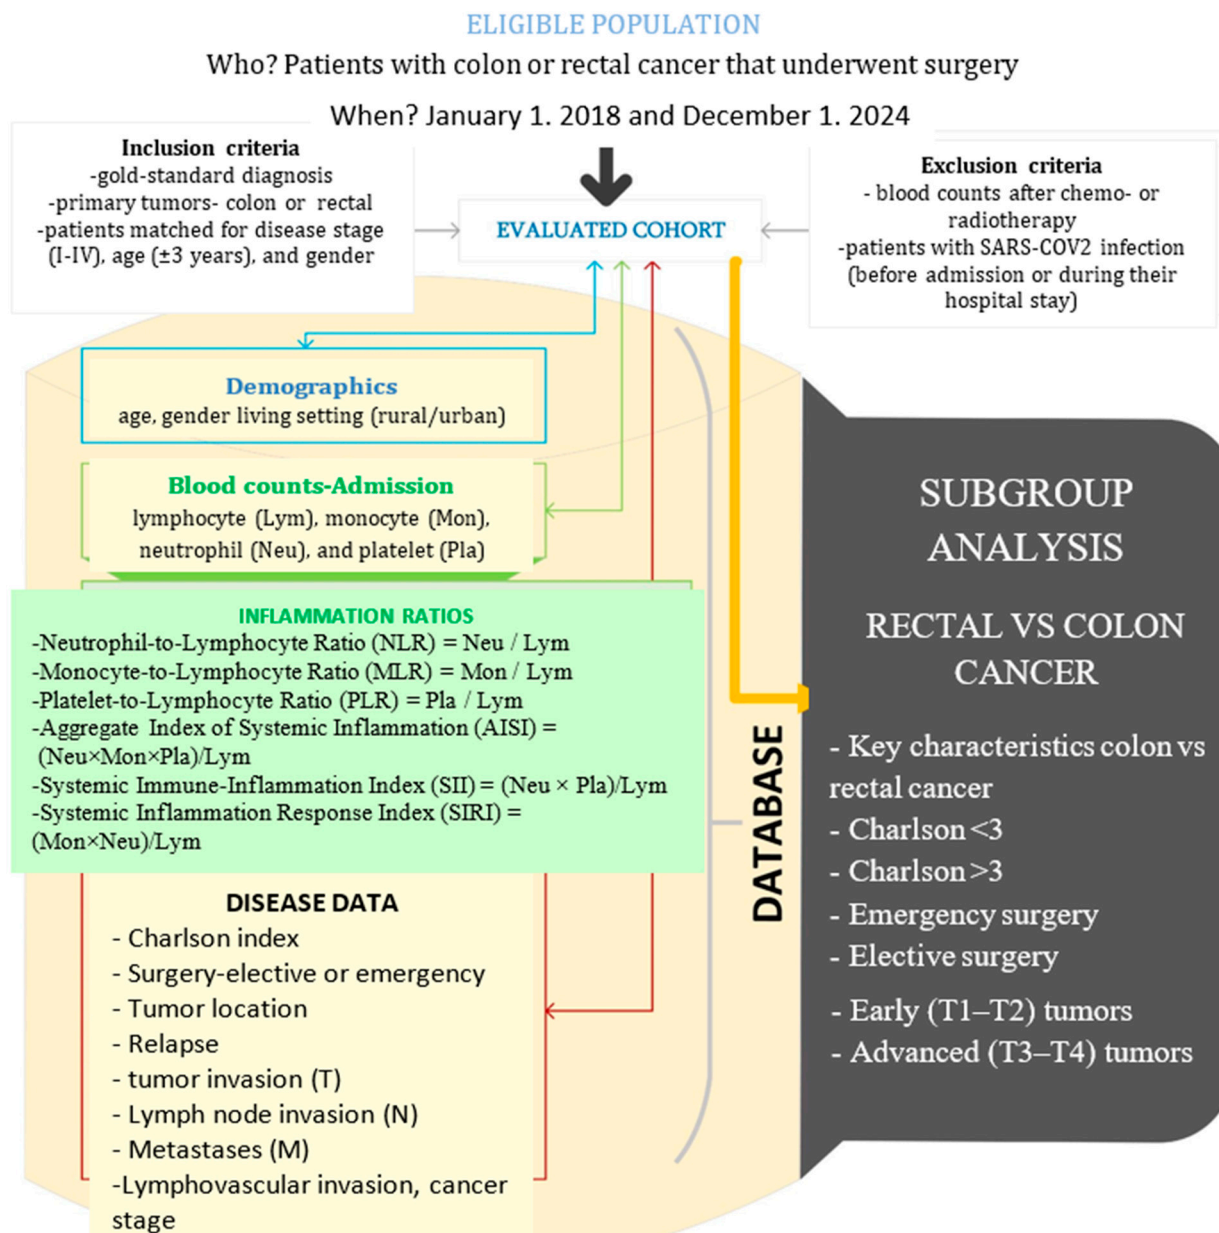 ELIGIBLE POPULATION
Who? Patients with colon or rectal cancer that underwent surgery
When? January 1. 2018 and December 1. 2024
Inclusion criteria
-gold-standard diagnosis
-primary tumors- colon or rectal
-patients matched for disease stage
(I-IV), age (±3 years), and gender
EVALUATED COHORT
Exclusion criteria
- blood counts after chemo- or
radiotherapy
-patients with SARS-COV2 infection
(before admission or during their
hospital stay)
Demographics
age, gender living setting (rural/urban)
Blood counts-Admission
lymphocyte (Lym), monocyte (Mon),
neutrophil (Neu), and platelet (Pla)
INFLAMMATION RATIOS
-Neutrophil-to-Lymphocyte Ratio (NLR) = Neu / Lym
-Monocyte-to-Lymphocyte Ratio (MLR) = Mon / Lym
-Platelet-to-Lymphocyte Ratio (PLR) = Pla / Lym
-Aggregate Index of Systemic Inflammation (AISI) =
(Neu×Mon×Pla)/Lym
-Systemic Immune-Inflammation Index (SII) = (Neu × Pla)/Lym
-Systemic Inflammation Response Index (SIRI) =
(Mon×Neu)/Lym
DISEASE DATA
- Charlson index
- Surgery-elective or emergency
- Tumor location
- Relapse
- tumor invasion (T)
- Lymph node invasion (N)
- Metastases (M)
-Lymphovascular invasion, cancer
stage
DATABASE
SUBGROUP
ANALYSIS
RECTAL VS COLON
CANCER
- Key characteristics colon vs
rectal cancer
- Charlson <3
- Charlson >3
- Emergency surgery
- Elective surgery
- Early (T1–T2) tumors
- Advanced (T3–T4) tumors